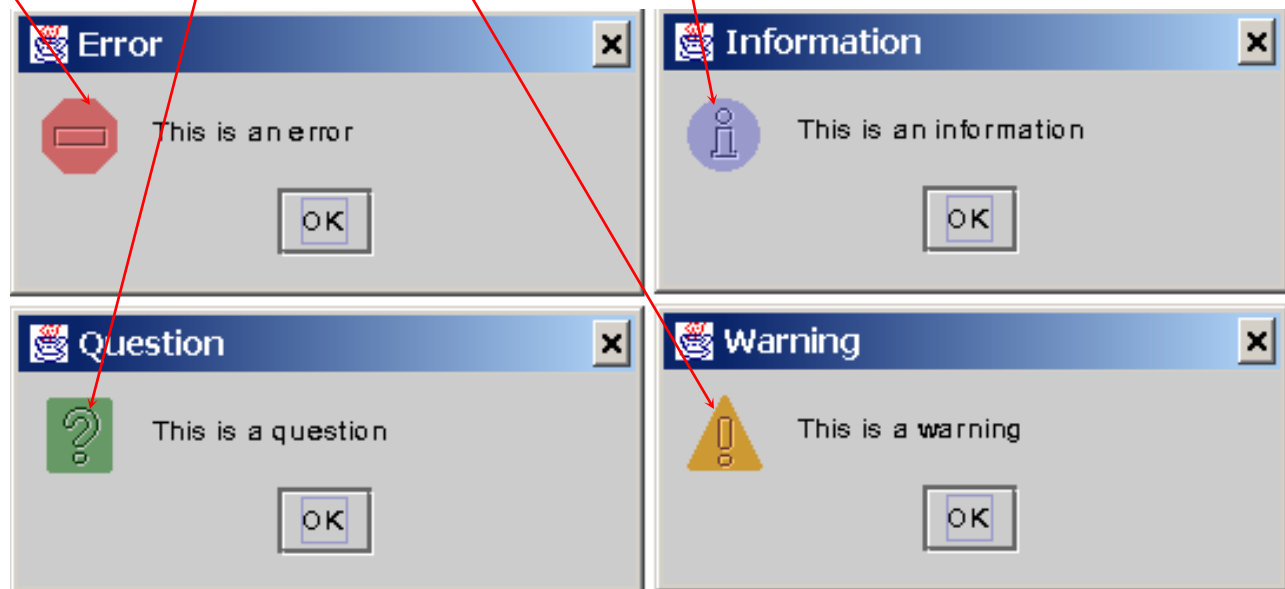 Error
This is an error
OK
Information
This is an information
OK
Question
This is a question
OK
Warning
This is a warning
OK